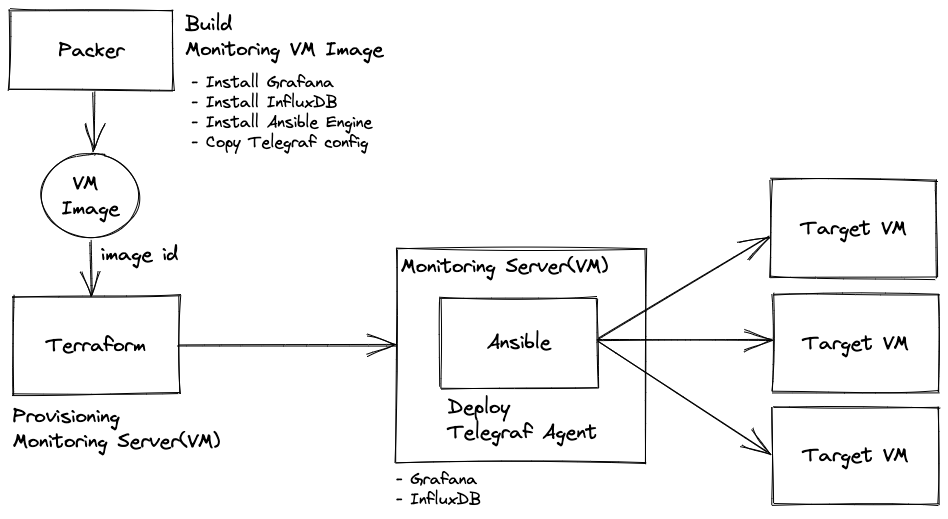 Packer
Build
Monitoring VM Image
- Install Grafana
- Install InfluxDB
- Install Ansible Engine
- Copy Telegraf config
VM
Image
image id
Terraform
Provisioning
Monitoring Server(VM)
Monitoring Server(VM)
Ansible
Deploy
Telegraf Agent
- Grafana
- InfluxDB
Target VM
Target VM
Target VM